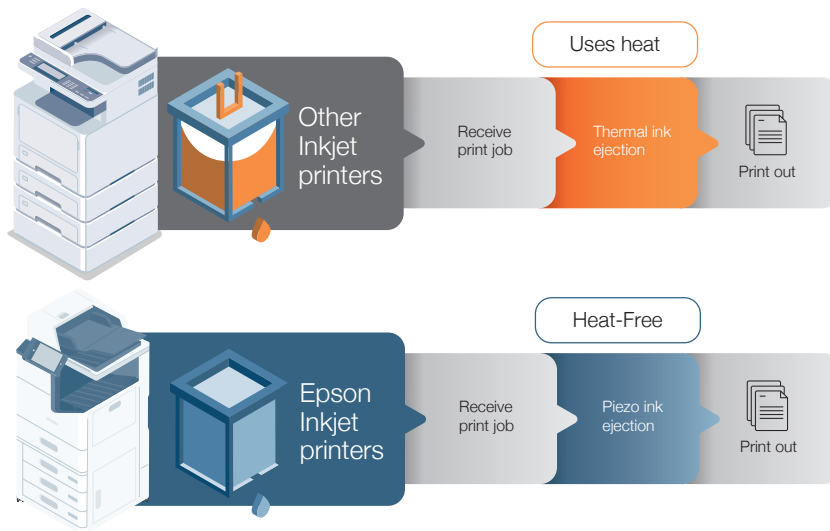 Uses heat
Other
Inkjet
printers
Receive
print job
Thermal ink
ejection
Print out
Heat-Free
Epson
Inkjet
printers
Receive
print job
Piezo ink
ejection
Print out